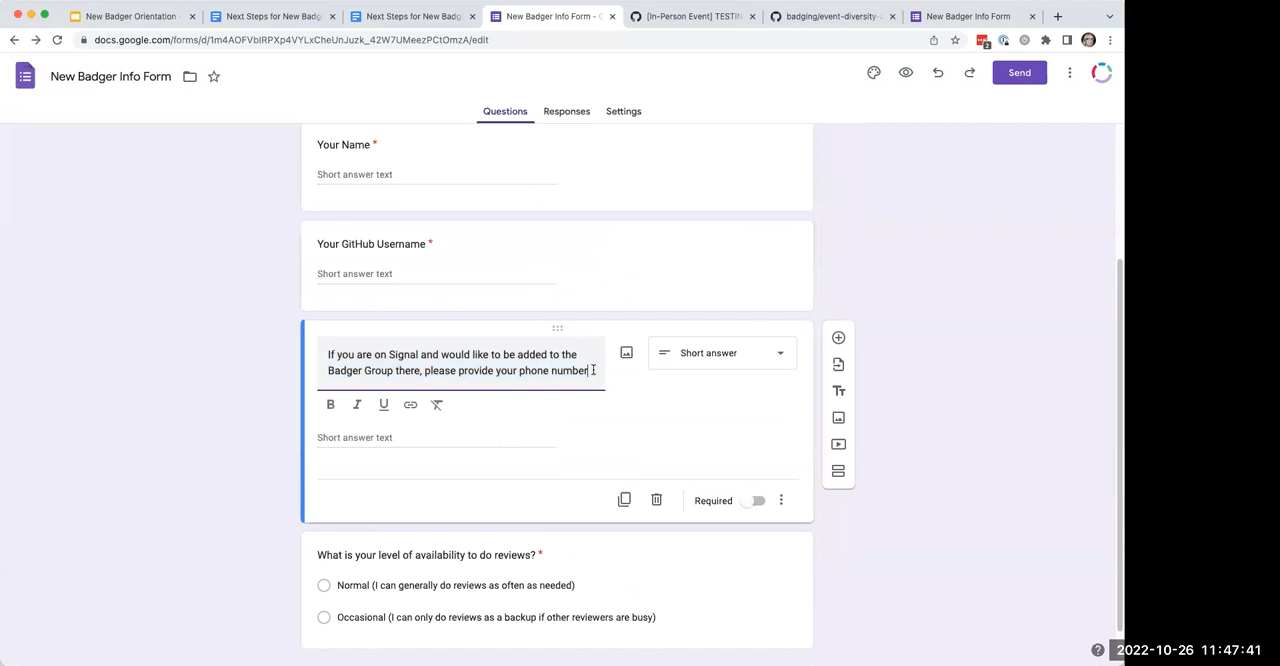 New Badger Orientation
Next Steps for New Badg
Next Steps for New Badg
New Badger Info Form -
[In-Person Event] TESTIN
badging/event-diversity-
New Badger Info Form
docs.google.com/forms/d/1m4AOFVbIRPXp4VYLxCheUnJuzk_42W7UMeezPCtOmzA/edit
2
New Badger Info Form
Send
Questions
Responses
Settings
Your Name *
Short answer text
Your GitHub Username *
Short answer text
If you are on Signal and would like to be added to the
Badger Group there, please provide your phone number
Short answer
B I U
Short answer text
Required
What is your level of availability to do reviews? *
Normal (I can generally do reviews as often as needed)
Occasional (I can only do reviews as a backup if other reviewers are busy)
2022-10-26 11:47:41